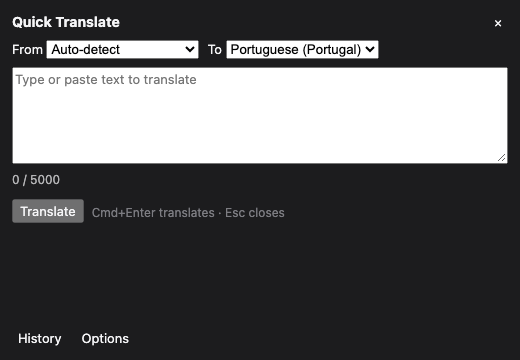 Quick Translate ×
From Auto-detect To Portuguese (Portugal)
Type or paste text to translate
0 / 5000
Translate Cmd+Enter translates · Esc closes
History Options